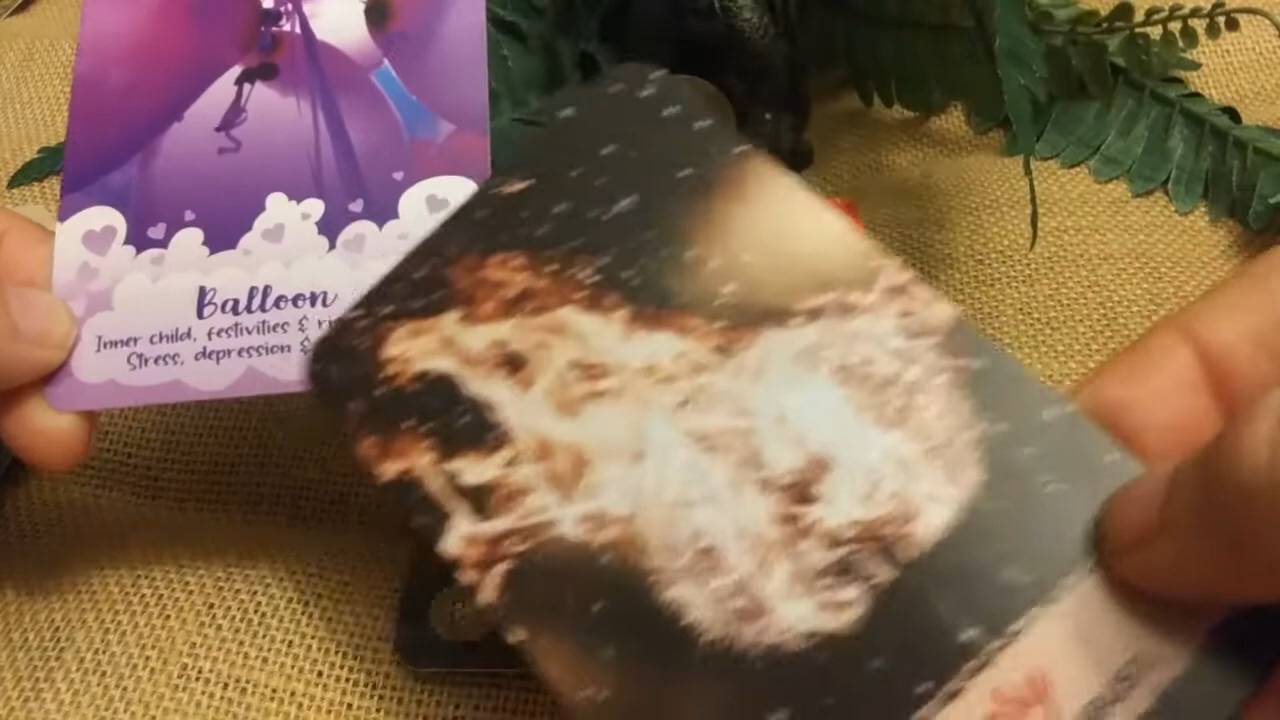 Balloon
Inner child, festivities &
Stress, depression &